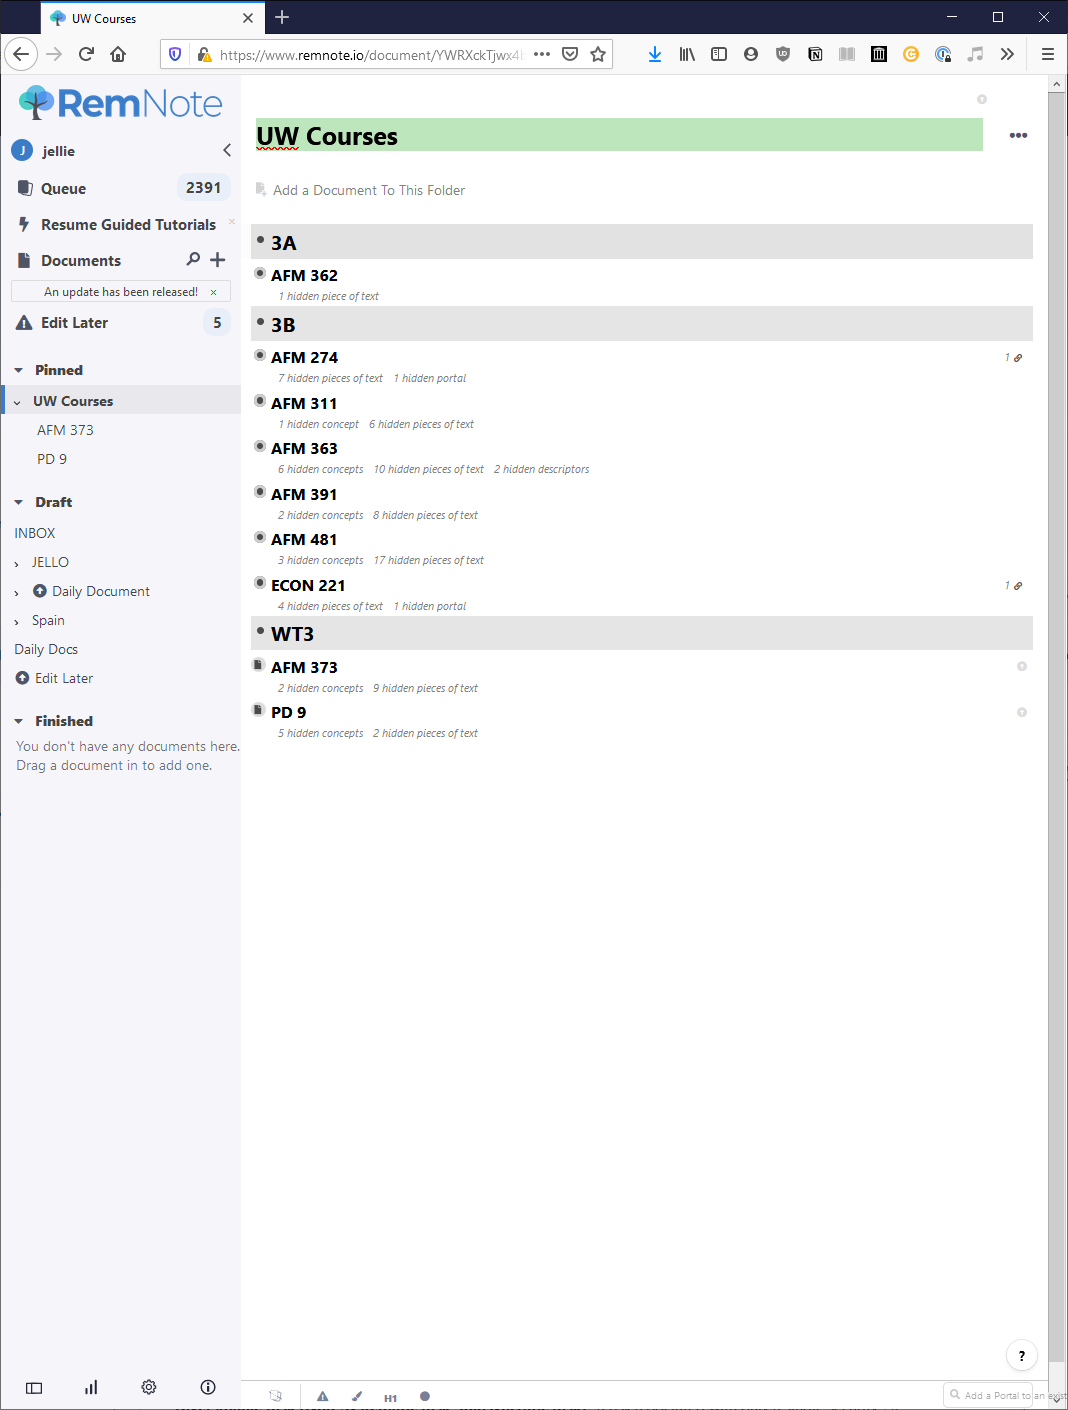 UW Courses
https://www.remnote.io/document/YWRXckTjwx4b
RemNote
J jellie
Queue 2391
Resume Guided Tutorials
Documents
An update has been released!
Edit Later 5
Pinned
UW Courses
AFM 373
PD 9
Draft
INBOX
JELLO
Daily Document
Spain
Daily Docs
Edit Later
Finished
You don't have any documents here.
Drag a document in to add one.
UW Courses
Add a Document To This Folder
3A
AFM 362
1 hidden piece of text
3B
AFM 274 1
7 hidden pieces of text 1 hidden portal
AFM 311
1 hidden concept 6 hidden pieces of text
AFM 363
6 hidden concepts 10 hidden pieces of text 2 hidden descriptors
AFM 391
2 hidden concepts 8 hidden pieces of text
AFM 481
3 hidden concepts 17 hidden pieces of text
ECON 221 1
4 hidden pieces of text 1 hidden portal
WT3
AFM 373
2 hidden concepts 9 hidden pieces of text
PD 9
5 hidden concepts 2 hidden pieces of text
?
H1
Add a Portal to an exist